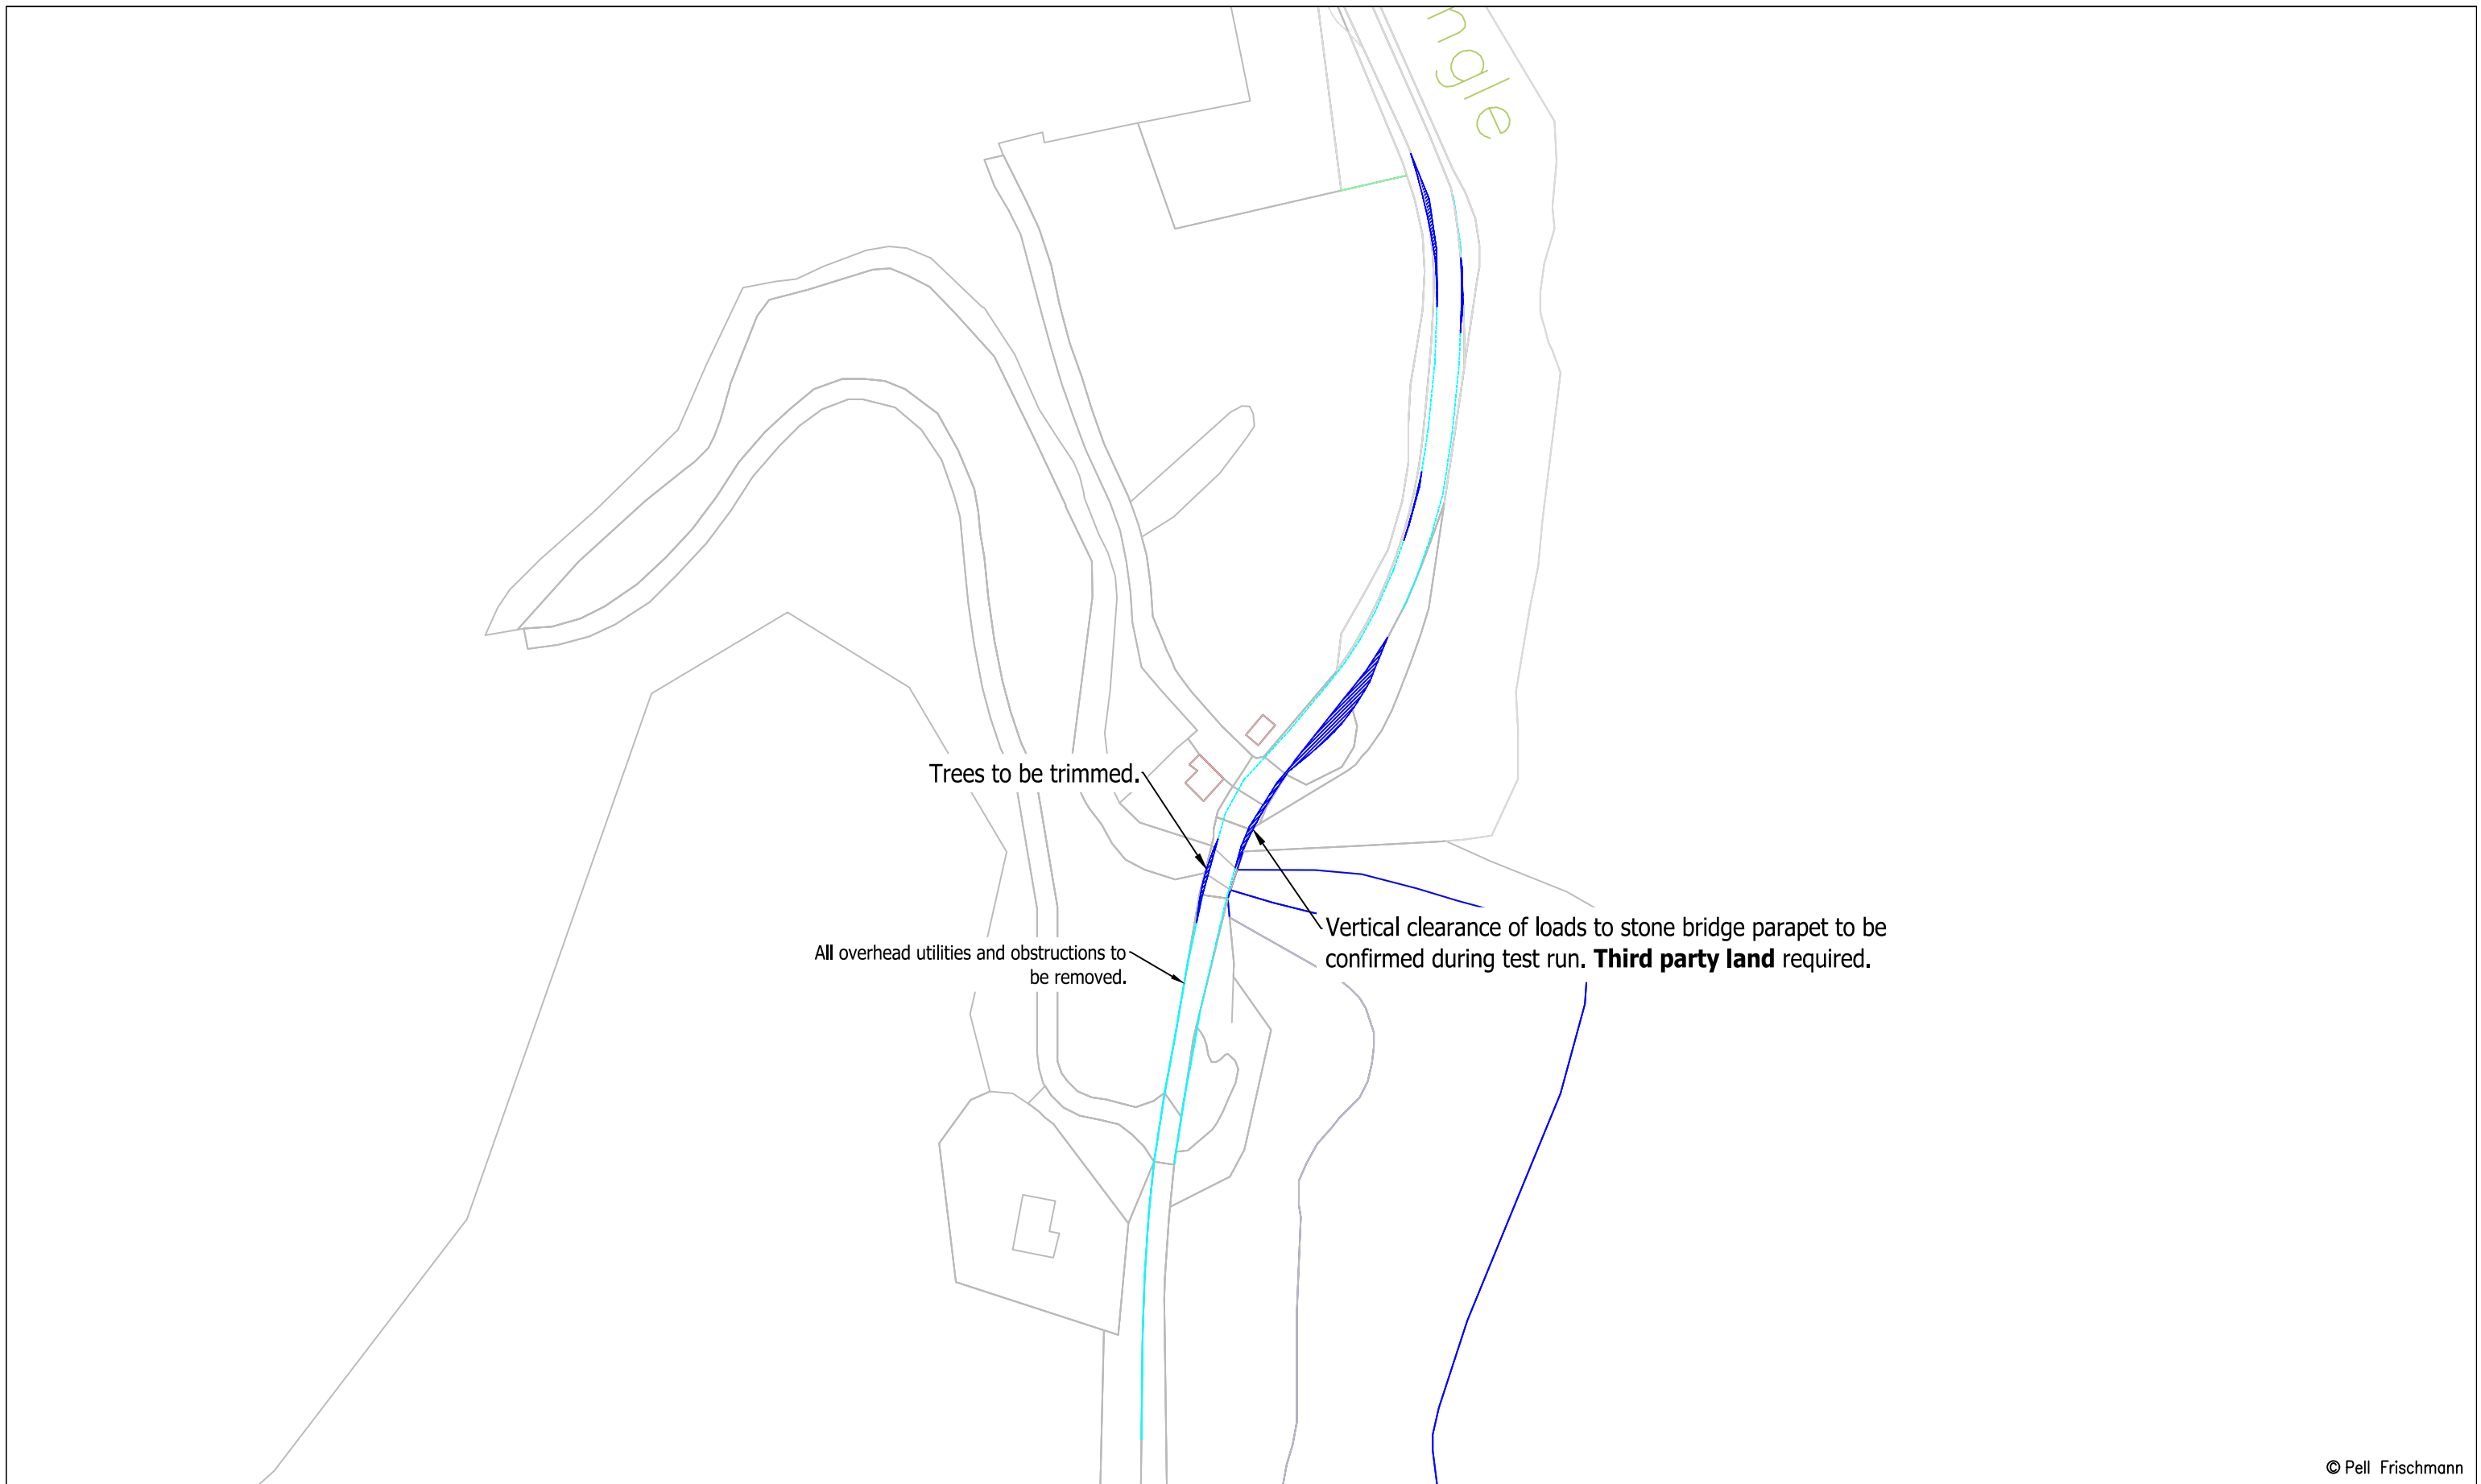 ngle
Trees to be trimmed.
Vertical clearance of loads to stone bridge parapet to be
confirmed during test run. Third party land required.
All overhead utilities and obstructions to
be removed.
© Pell Frischmann